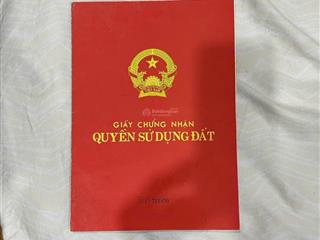 GIẤY CHỨNG NHẬN
QUYỀN SỬ DỤNG ĐẤT